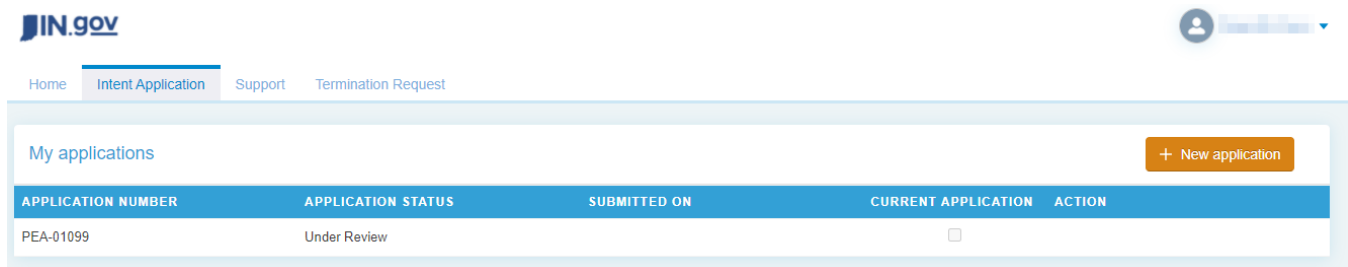 IN.gov
Home Intent Application Support Termination Request
My applications + New application
APPLICATION NUMBER APPLICATION STATUS SUBMITTED ON CURRENT APPLICATION ACTION
PEA-01099 Under Review